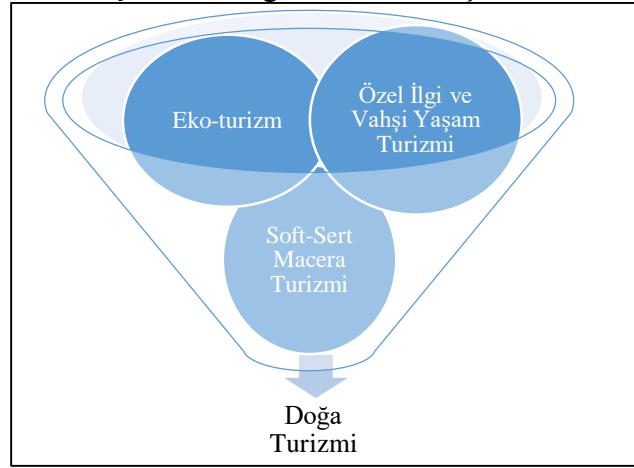 Eko-turizm
Özel İlgi ve
Vahşi Yaşam
Turizmi
Soft-Sert
Macera
Turizmi
Doğa
Turizmi